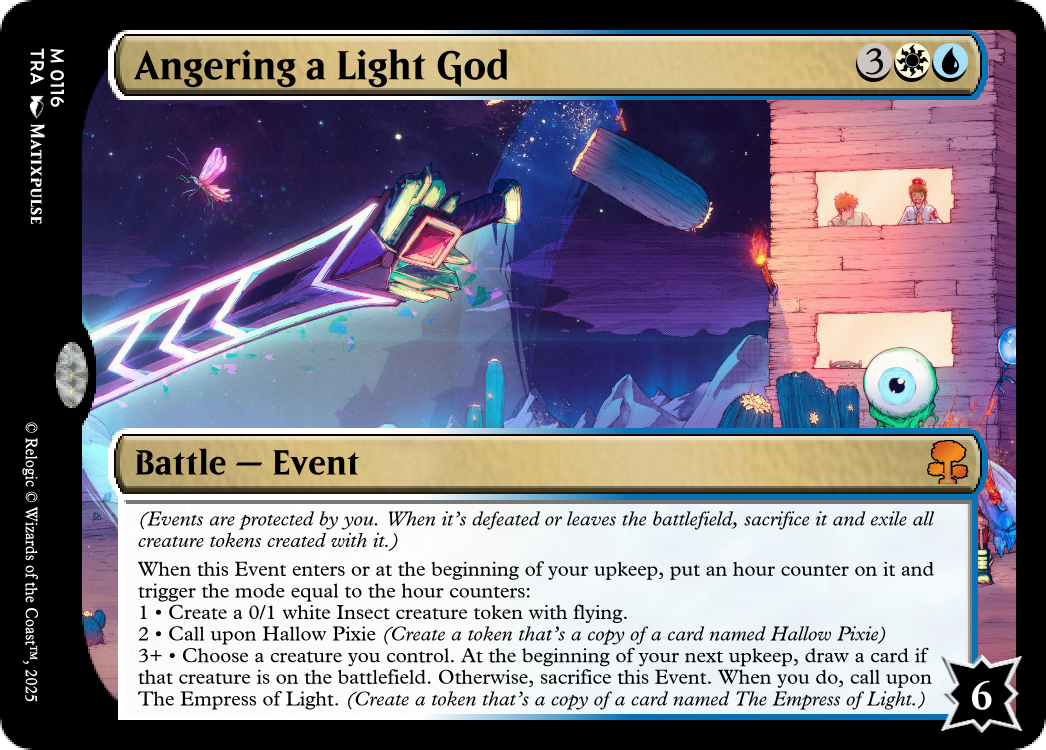 Angering a Light God
3
Battle — Event
(Events are protected by you. When it's defeated or leaves the battlefield, sacrifice it and exile all
creature tokens created with it.)
When this Event enters or at the beginning of your upkeep, put an hour counter on it and
trigger the mode equal to the hour counters:
1 • Create a 0/1 white Insect creature token with flying.
2 • Call upon Hallow Pixie (Create a token that's a copy of a card named Hallow Pixie)
3+ • Choose a creature you control. At the beginning of your next upkeep, draw a card if
that creature is on the battlefield. Otherwise, sacrifice this Event. When you do, call upon
The Empress of Light. (Create a token that's a copy of a card named The Empress of Light.)
6
M 0116
TRA Matixpulse
© Relogic © Wizards of the Coast™, 2025